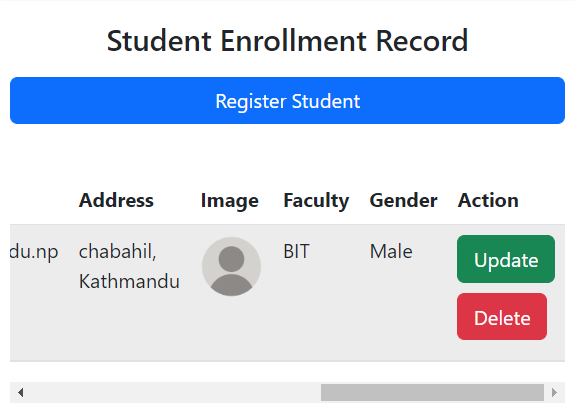 Student Enrollment Record
Register Student
Address Image Faculty Gender Action
du.np chabahil, BIT Male Update
Kathmandu
Delete